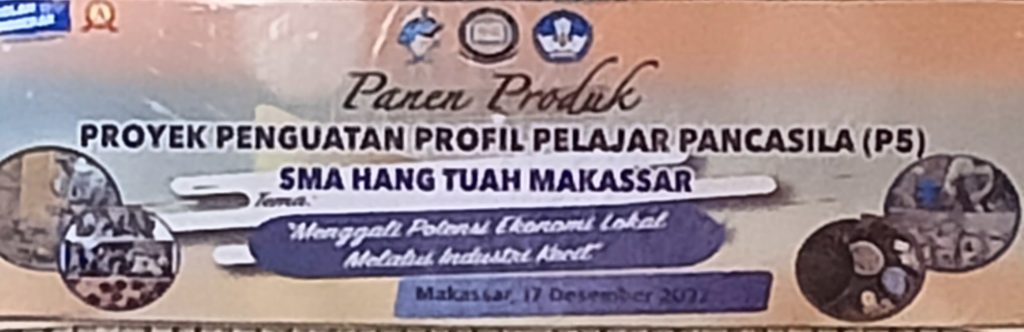 Panen Produk
PROYEK PENGUATAN PROFIL PELAJAR PANCASILA (P5)
SMA HANG TUAH MAKASSAR
Tema:
"Menggali Potensi Ekonomi Lokal
Melalui Industri Kecil"
Makassar, 17 Desember 2022